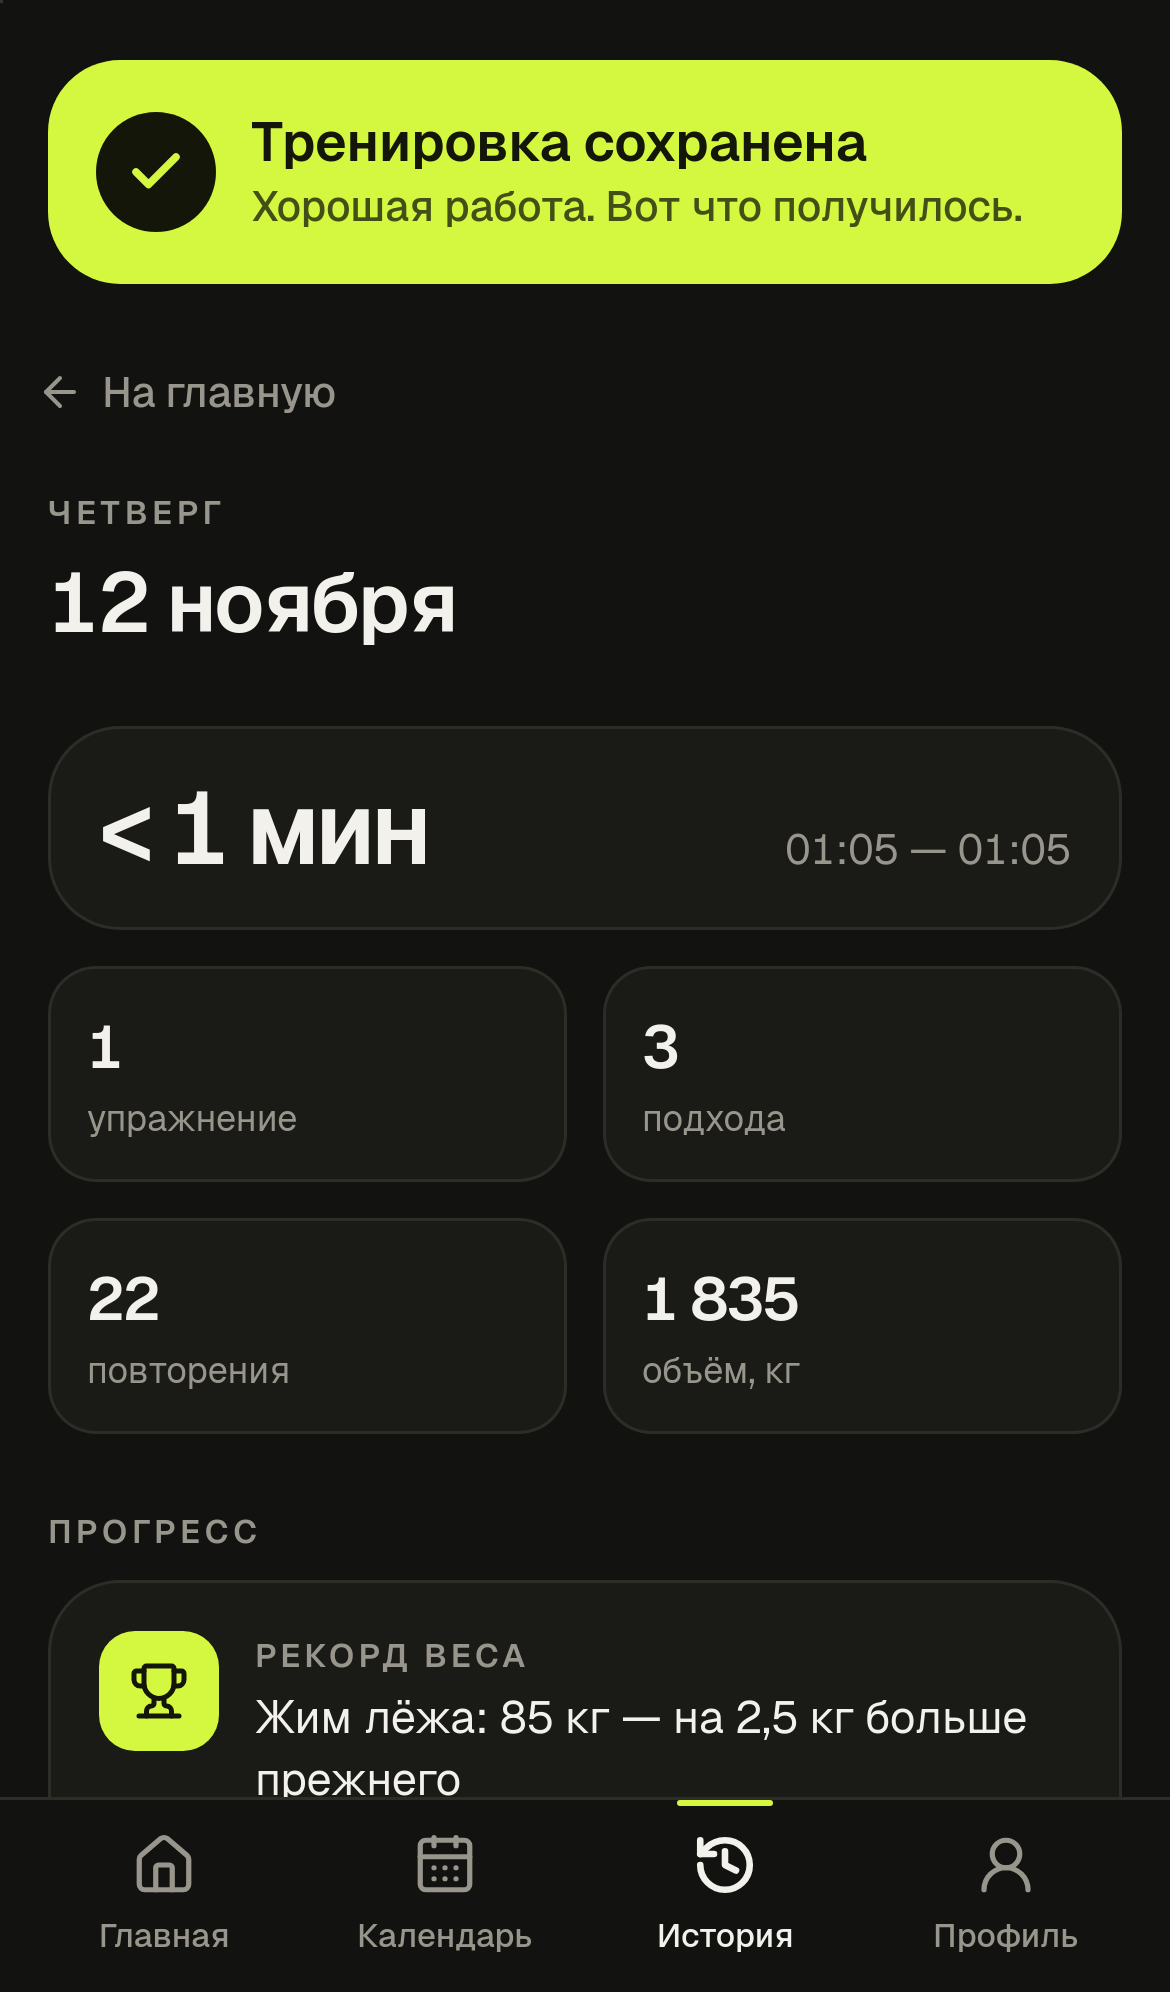 Тренировка сохранена
Хорошая работа. Вот что получилось.
На главную
ЧЕТВЕРГ
12 ноября
< 1 мин
01:05 — 01:05
1
упражнение
3
подхода
22
повторения
1 835
объём, кг
ПРОГРЕСС
РЕКОРД ВЕСА
Жим лёжа: 85 кг — на 2,5 кг больше
прежнего
Главная
Календарь
История
Профиль